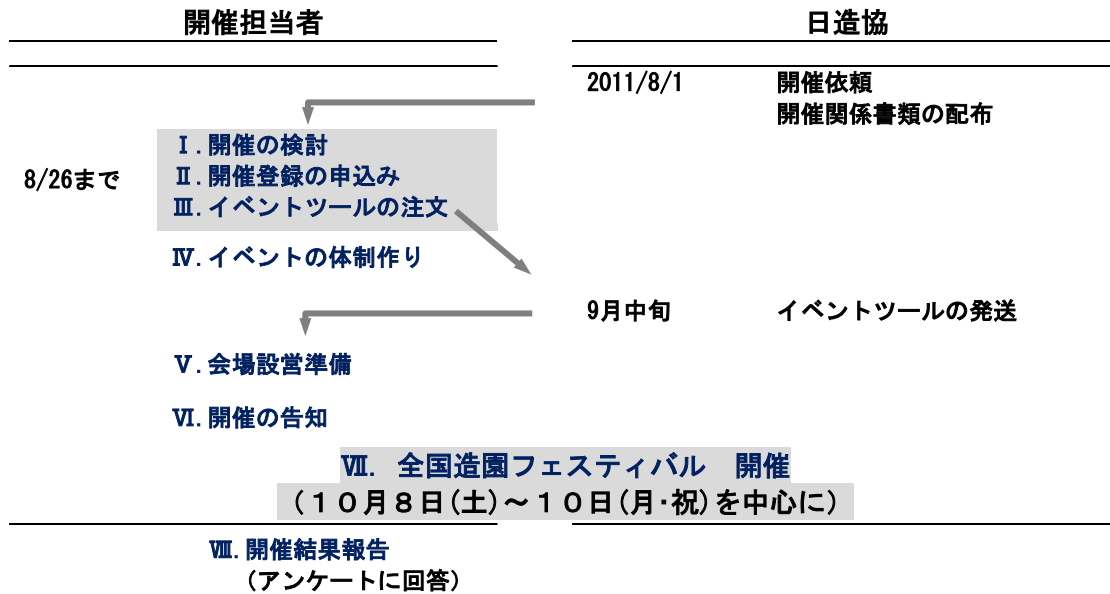 開催担当者
日造協
2011/8/1 開催依頼
開催関係書類の配布
Ⅰ.開催の検討
8/26まで
Ⅱ.開催登録の申込み
Ⅲ.イベントツールの注文
Ⅳ.イベントの体制作り
9月中旬 イベントツールの発送
Ⅴ.会場設営準備
Ⅵ.開催の告知
Ⅶ. 全国造園フェスティバル　開催
(１０月８日(土)～１０日(月・祝)を中心に)
Ⅷ.開催結果報告
(アンケートに回答)